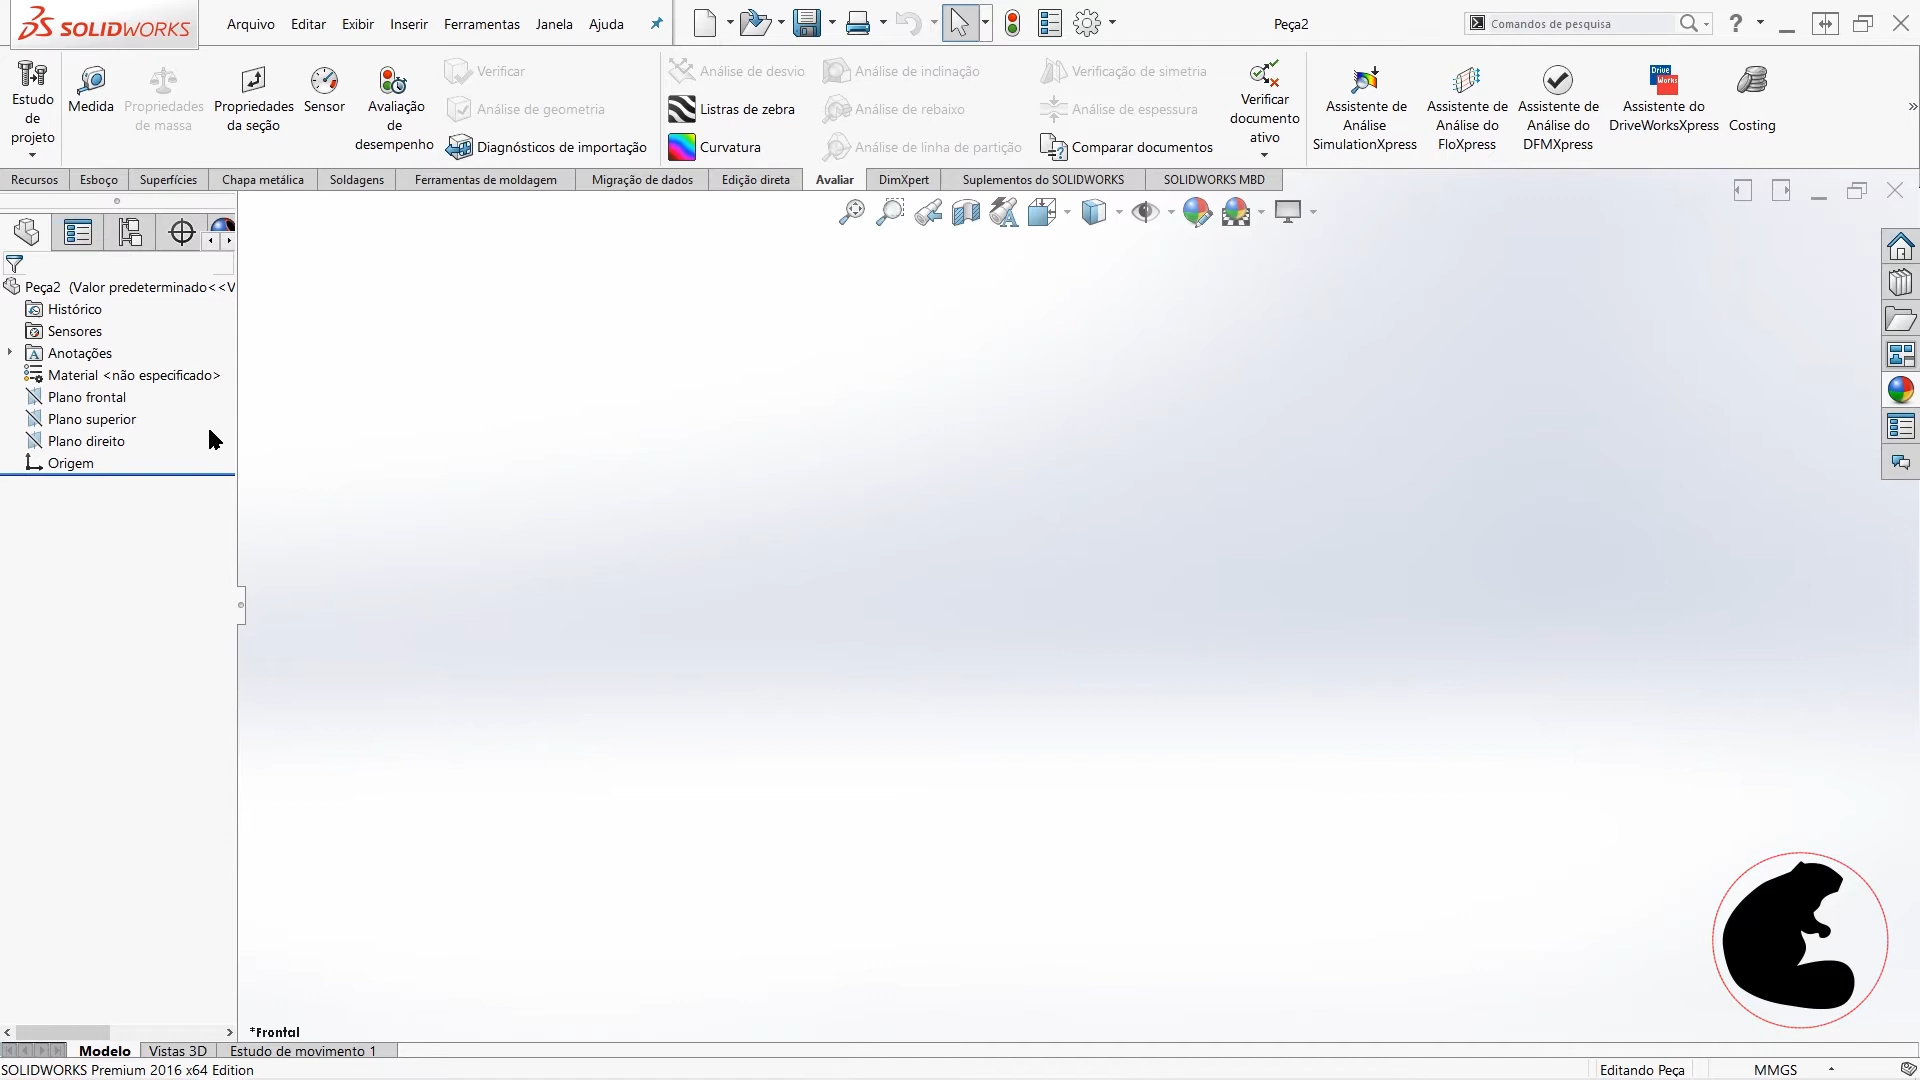 SOLIDWORKS
Arquivo Editar Exibir Inserir Ferramentas Janela Ajuda
Peça2
Comandos de pesquisa
?
Estudo
de
projeto
Medida
Propriedades
de massa
Propriedades
da seção
Sensor
Avaliação
de
desempenho
Verificar
Análise de geometria
Diagnósticos de importação
Análise de desvio
Listras de zebra
Curvatura
Análise de inclinação
Análise de rebaixo
Análise de linha de partição
Verificação de simetria
Análise de espessura
Comparar documentos
Verificar
documento
ativo
Assistente de
Análise
SimulationXpress
Assistente de
Análise do
FloXpress
Assistente de
Análise do
DFMXpress
Drive
Works
Assistente do
DriveWorksXpress
Costing
Recursos Esboço Superfícies Chapa metálica Soldagens Ferramentas de moldagem Migração de dados Edição direta Avaliar DimXpert Suplementos do SOLIDWORKS SOLIDWORKS MBD
Peça2 (Valor predeterminado<<V
Histórico
Sensores
Anotações
Material <não especificado>
Plano frontal
Plano superior
Plano direito
Origem
*Frontal
Modelo Vistas 3D Estudo de movimento 1
SOLIDWORKS Premium 2016 x64 Edition
Editando Peça MMGS